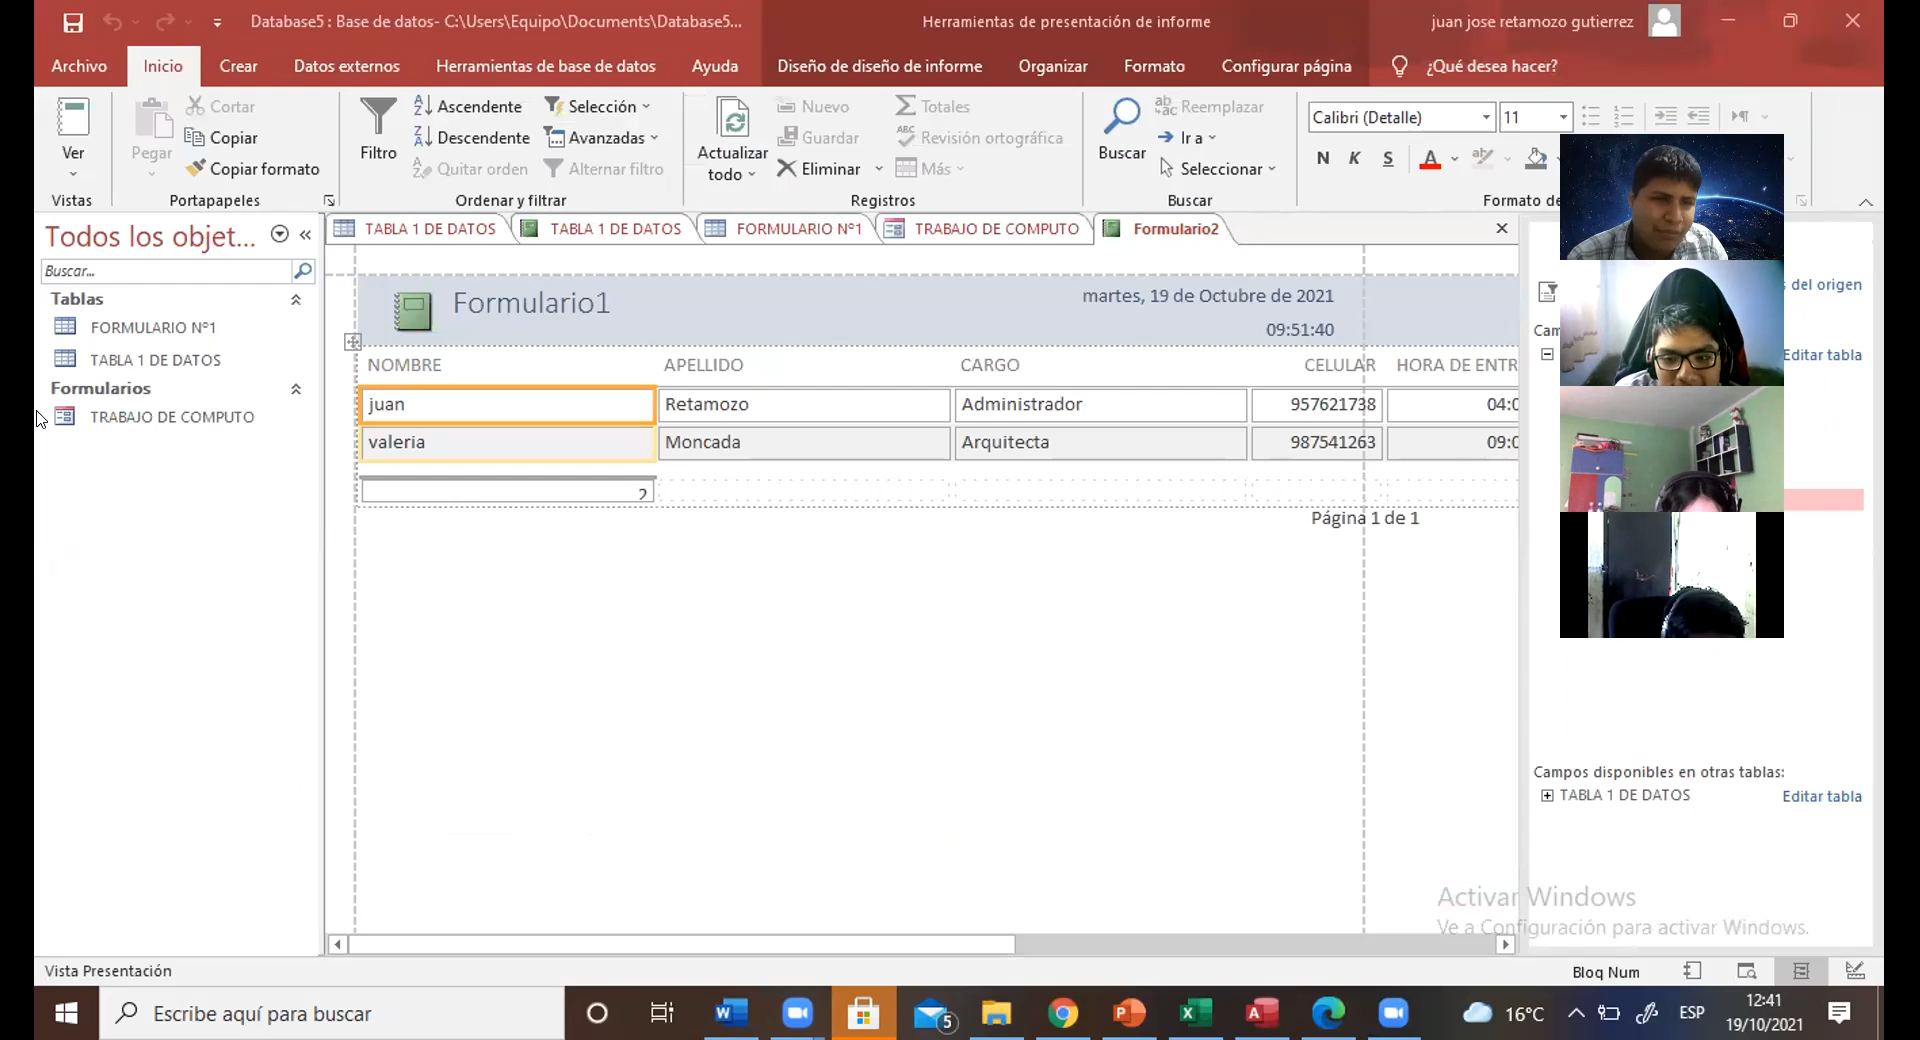 Database5 : Base de datos- C:\Users\Equipo\Documents\Database5...
Herramientas de presentación de informe
juan jose retamozo gutierrez
Archivo
Inicio
Crear
Datos externos
Herramientas de base de datos
Ayuda
Diseño de diseño de informe
Organizar
Formato
Configurar página
¿Qué desea hacer?
Ver
Vistas
Pegar
Cortar
Copiar
Copiar formato
Portapapeles
Filtro
Ascendente
Descendente
Quitar orden
Selección
Avanzadas
Alternar filtro
Ordenar y filtrar
Actualizar
todo
Nuevo
Guardar
Eliminar
Totales
Revisión ortográfica
Más
Registros
Buscar
Reemplazar
Ir a
Seleccionar
Buscar
Calibri (Detalle)
11
N K S
Formato de
Todos los objet...
Buscar...
Tablas
FORMULARIO Nº1
TABLA 1 DE DATOS
Formularios
TRABAJO DE COMPUTO
TABLA 1 DE DATOS
TABLA 1 DE DATOS
FORMULARIO Nº1
TRABAJO DE COMPUTO
Formulario2
Formulario1
martes, 19 de Octubre de 2021
09:51:40
NOMBRE APELLIDO CARGO CELULAR HORA DE ENTR
juan Retamozo Administrador 957621738 04:0
valeria Moncada Arquitecta 987541263 09:0
2
Página 1 de 1
s del origen
Cam
Editar tabla
Campos disponibles en otras tablas:
TABLA 1 DE DATOS
Editar tabla
Activar Windows
Ve a Configuración para activar Windows.
Vista Presentación
Bloq Num
Escribe aquí para buscar
5
16°C
ESP
12:41
19/10/2021